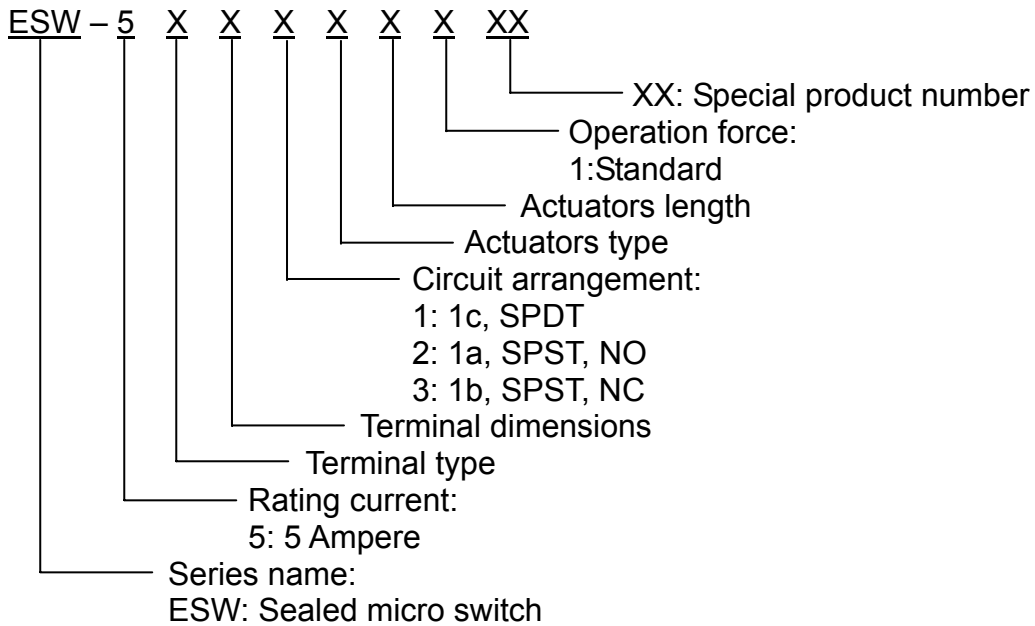 ESW – 5 X X X X X X XX
XX: Special product number
Operation force:
1:Standard
Actuators length
Actuators type
Circuit arrangement:
1: 1c, SPDT
2: 1a, SPST, NO
3: 1b, SPST, NC
Terminal dimensions
Terminal type
Rating current:
5: 5 Ampere
Series name:
ESW: Sealed micro switch